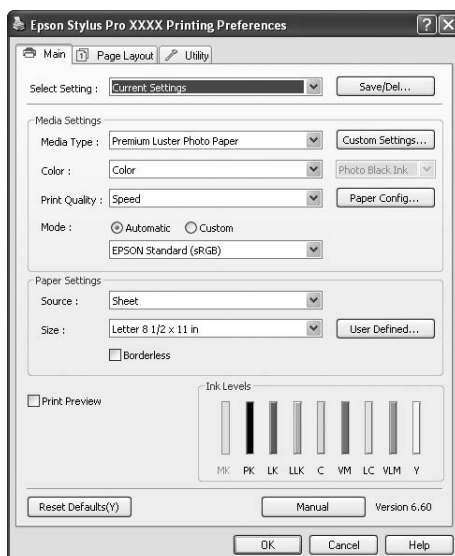 Epson Stylus Pro XXXX Printing Preferences
Main
Page Layout
Utility
Select Setting :
Current Settings
Save/Del...
Media Settings
Media Type :
Premium Luster Photo Paper
Custom Settings...
Color :
Color
Photo Black Ink
Print Quality :
Speed
Paper Config...
Mode :
Automatic
Custom
EPSON Standard (sRGB)
Paper Settings
Source :
Sheet
Size :
Letter 8 1/2 x 11 in
User Defined...
Borderless
Print Preview
Ink Levels
MK PK LK LLK C VM LC VLM Y
Reset Defaults(Y)
Manual
Version 6.60
OK
Cancel
Help